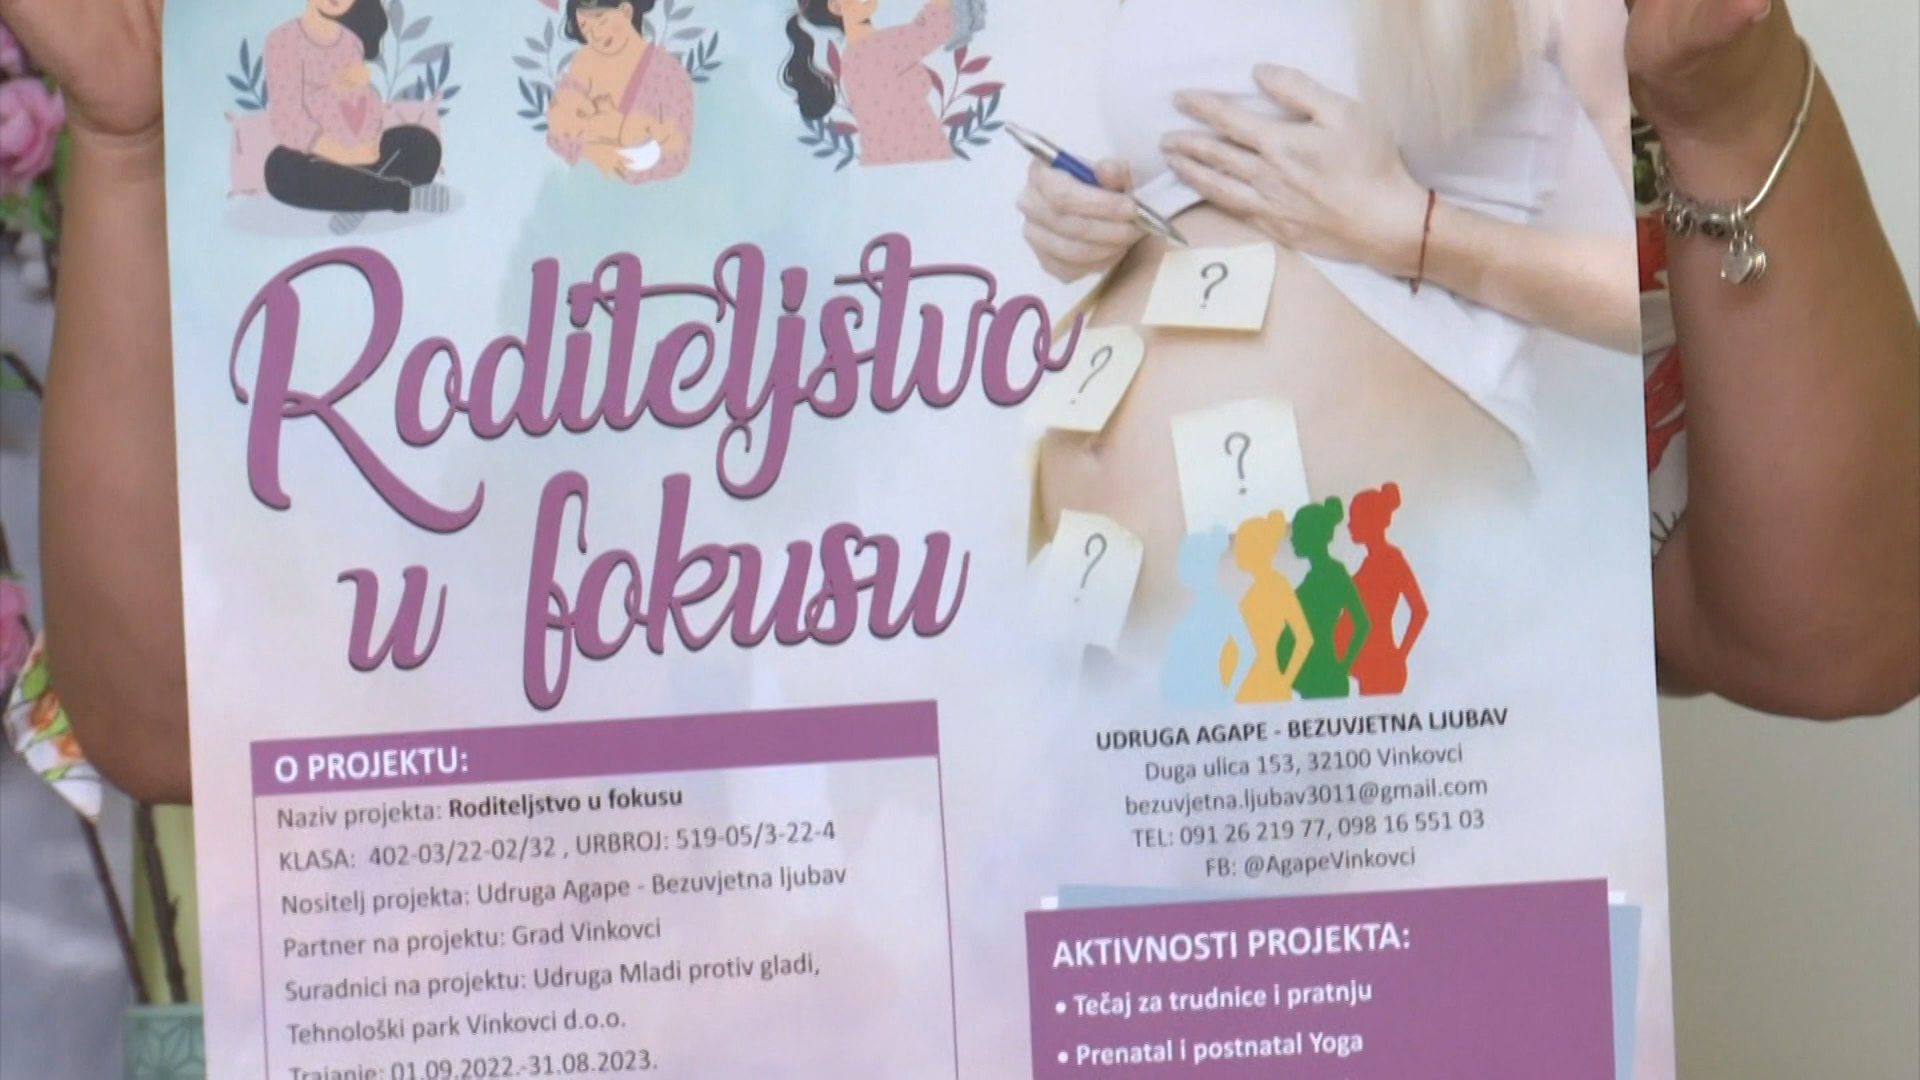 Roditeljstvo
u fokusu
?
?
?
?
O PROJEKTU:
Naziv projekta: Roditeljstvo u fokusu
KLASA: 402-03/22-02/32 , URBROJ: 519-05/3-22-4
Nositelj projekta: Udruga Agape - Bezuvjetna ljubav
Partner na projektu: Grad Vinkovci
Suradnici na projektu: Udruga Mladi protiv gladi,
Tehnološki park Vinkovci d.o.o.
Trajanje: 01.09.2022.-31.08.2023.
UDRUGA AGAPE - BEZUVJETNA LJUBAV
Duga ulica 153, 32100 Vinkovci
bezuvjetna.ljubav3011@gmail.com
TEL: 091 26 219 77, 098 16 551 03
FB: @AgapeVinkovci
AKTIVNOSTI PROJEKTA:
• Tečaj za trudnice i pratnju
• Prenatal i postnatal Yoga